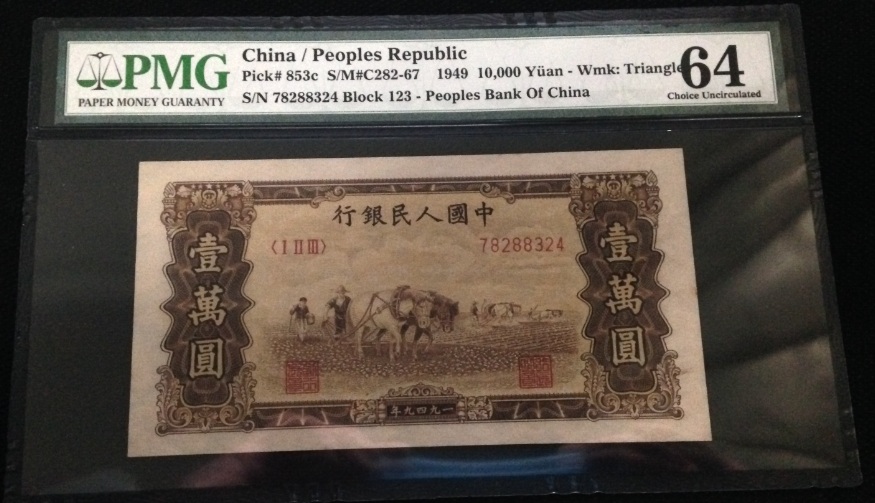 PMG
PAPER MONEY GUARANTY
China / Peoples Republic
Pick# 853c S/M#C282-67 1949 10,000 Yüan - Wmk: Triangle
S/N 78288324 Block 123 - Peoples Bank Of China
64
Choice Uncirculated
行銀民人國中
〈I II III〉 78288324
壹萬圓
壹萬圓
年九四九一